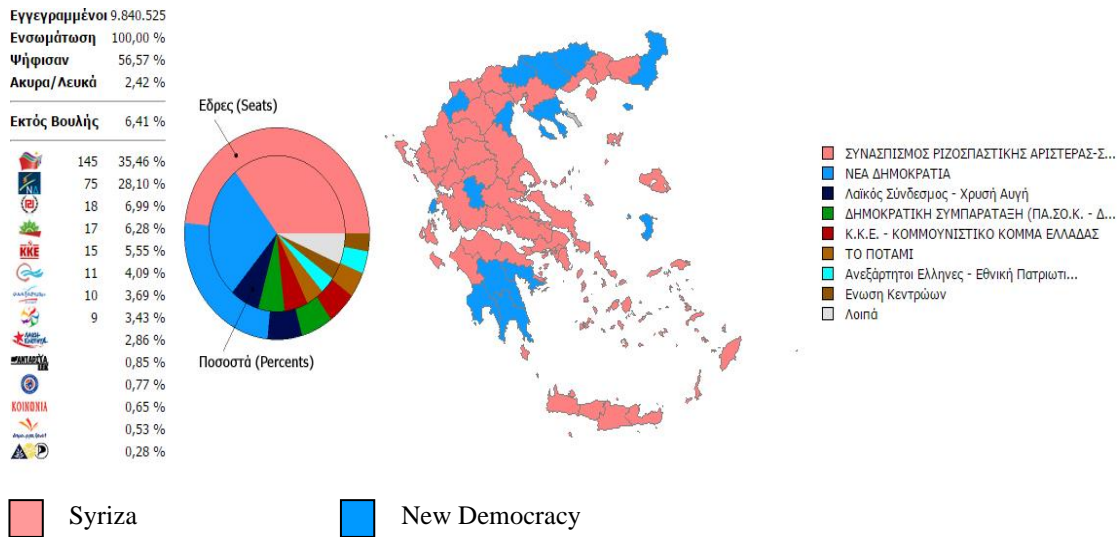 Εγγεγραμμένοι 9.840.525
Ενσωμάτωση 100,00 %
Ψήφισαν 56,57 %
Ακυρα/Λευκά 2,42 %
Εκτός Βουλής 6,41 %
145 35,46 %
ΝΔ 75 28,10 %
18 6,99 %
17 6,28 %
ΚΚΕ 15 5,55 %
11 4,09 %
10 3,69 %
9 3,43 %
2,86 %
0,85 %
0,77 %
ΚΟΙΝΩΝΙΑ 0,65 %
0,53 %
0,28 %
Εδρες (Seats)
Ποσοστά (Percents)
ΣΥΝΑΣΠΙΣΜΟΣ ΡΙΖΟΣΠΑΣΤΙΚΗΣ ΑΡΙΣΤΕΡΑΣ-Σ...
ΝΕΑ ΔΗΜΟΚΡΑΤΙΑ
Λαϊκός Σύνδεσμος - Χρυσή Αυγή
ΔΗΜΟΚΡΑΤΙΚΗ ΣΥΜΠΑΡΑΤΑΞΗ (ΠΑ.ΣΟ.Κ. - Δ...
Κ.Κ.Ε. - ΚΟΜΜΟΥΝΙΣΤΙΚΟ ΚΟΜΜΑ ΕΛΛΑΔΑΣ
ΤΟ ΠΟΤΑΜΙ
Ανεξάρτητοι Ελληνες - Εθνική Πατριωτι...
Ενωση Κεντρώων
Λοιπά
Syriza
New Democracy